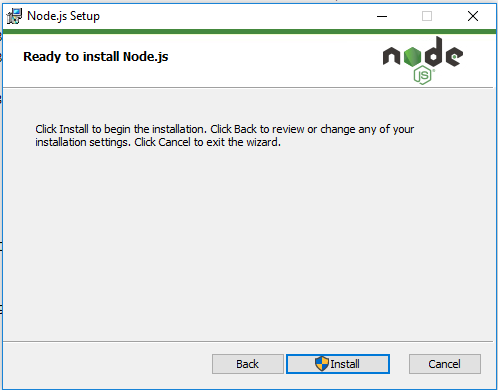 Node.js Setup
Ready to install Node.js
node
JS
Click Install to begin the installation. Click Back to review or change any of your
installation settings. Click Cancel to exit the wizard.
Back
Install
Cancel